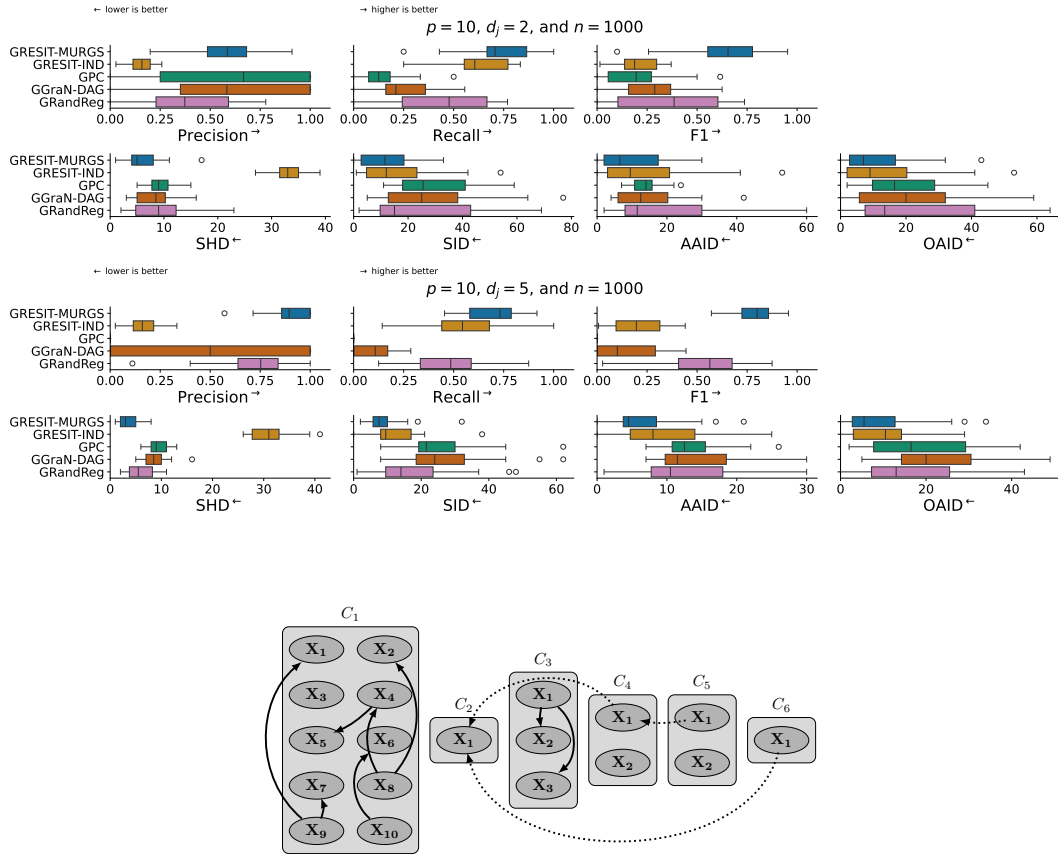 ← lower is better → higher is better
p = 10, d_j = 2, and n = 1000
GRESIT-MURGS
GRESIT-IND
GPC
GGraN-DAG
GRandReg
0.00 0.25 0.50 0.75 1.00 0.00 0.25 0.50 0.75 1.00 0.00 0.25 0.50 0.75 1.00
Precision→ Recall→ F1→
GRESIT-MURGS
GRESIT-IND
GPC
GGraN-DAG
GRandReg
0 10 20 30 40 0 20 40 60 80 0 20 40 60 0 20 40 60
SHD← SID← AAID← OAID←
← lower is better → higher is better
p = 10, d_j = 5, and n = 1000
GRESIT-MURGS
GRESIT-IND
GPC
GGraN-DAG
GRandReg
0.00 0.25 0.50 0.75 1.00 0.00 0.25 0.50 0.75 1.00 0.00 0.25 0.50 0.75 1.00
Precision→ Recall→ F1→
GRESIT-MURGS
GRESIT-IND
GPC
GGraN-DAG
GRandReg
0 10 20 30 40 0 20 40 60 0 10 20 30 0 20 40
SHD← SID← AAID← OAID←
C₁
X₁ X₂
X₃ X₄
X₅ X₆
X₇ X₈
X₉ X₁₀
C₂
X₁
C₃
X₁
X₂
X₃
C₄
X₁
X₂
C₅
X₁
X₂
C₆
X₁